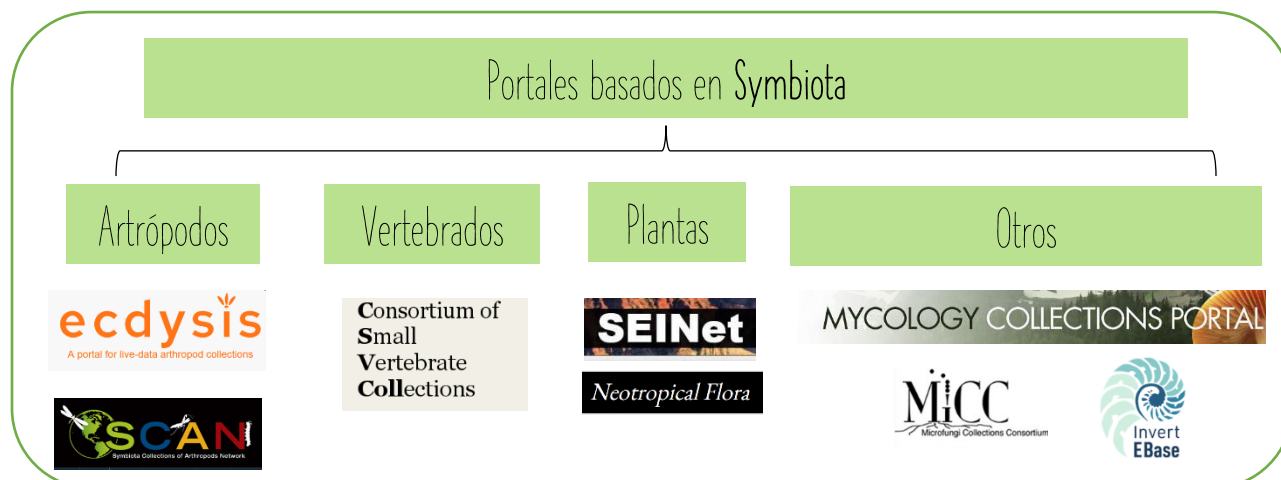 Portales basados en Symbiota
Artrópodos
Vertebrados
Plantas
Otros
ecdysis
A portal for live-data arthropod collections
SCAN
Symbiota Collections of Arthropods Network
Consortium of
Small
Vertebrate
Collections
SEINet
Neotropical Flora
MYCOLOGY COLLECTIONS PORTAL
MiCC
Microfungi Collections Consortium
Invert
EBase